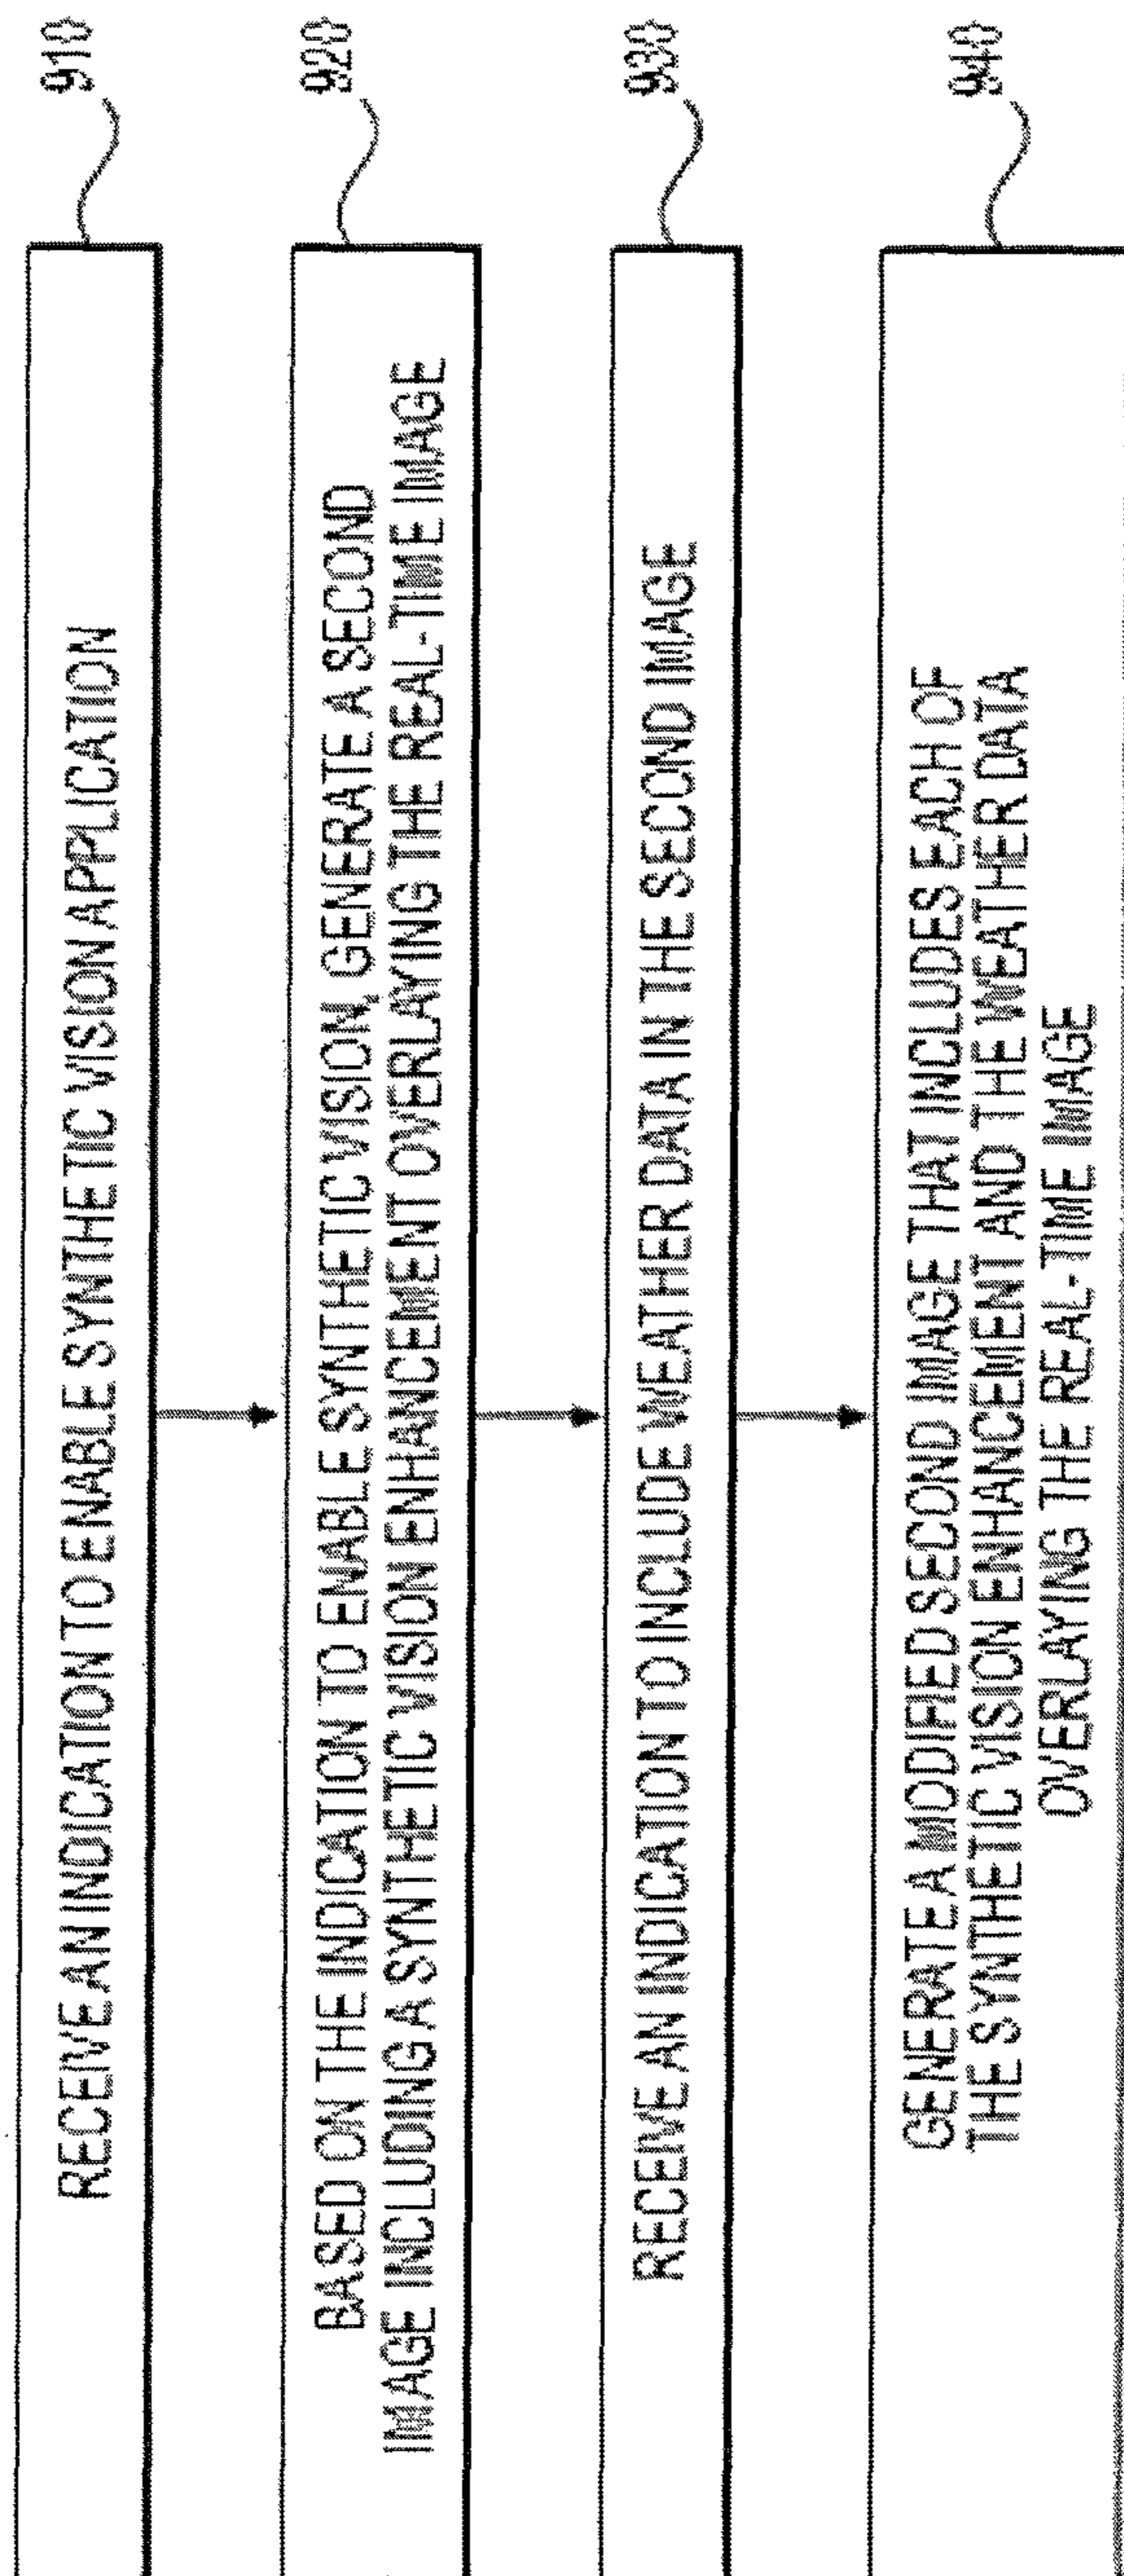 RECEIVE AN INDICATION TO ENABLE SYNTHETIC VISION APPLICATION
910
BASED ON THE INDICATION TO ENABLE SYNTHETIC VISION, GENERATE A SECOND
IMAGE INCLUDING A SYNTHETIC VISION ENHANCEMENT OVERLAYING THE REAL-TIME IMAGE
920
RECEIVE AN INDICATION TO INCLUDE WEATHER DATA IN THE SECOND IMAGE
930
GENERATE A MODIFIED SECOND IMAGE THAT INCLUDES EACH OF
THE SYNTHETIC VISION ENHANCEMENT AND THE WEATHER DATA
OVERLAYING THE REAL-TIME IMAGE
940